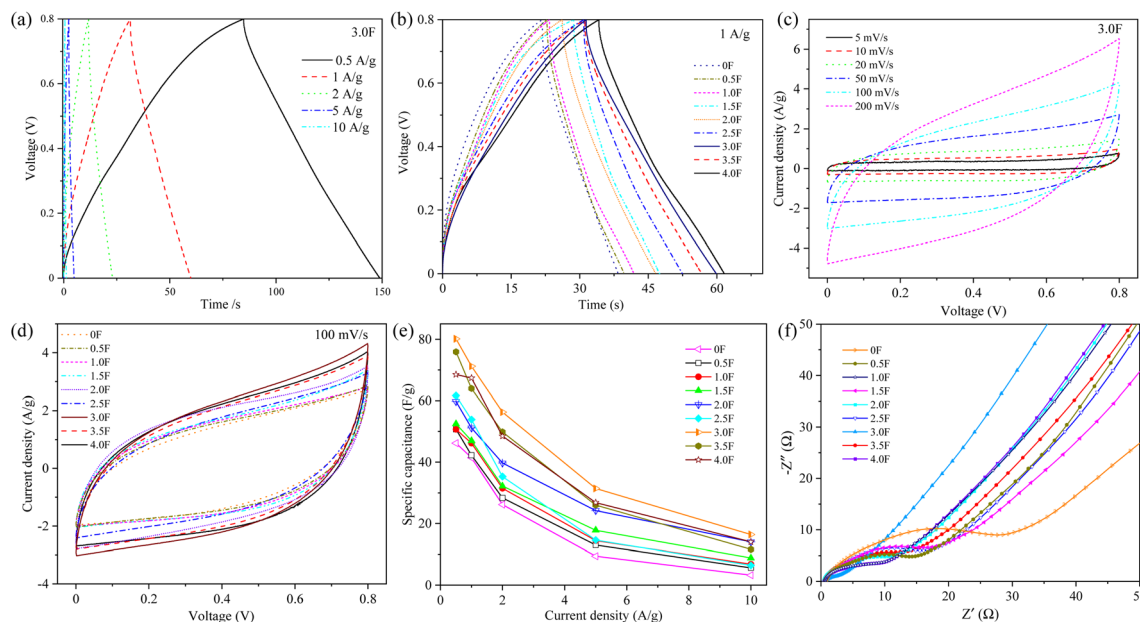 (a)
0.8
3.0F
0.6
0.5 A/g
1 A/g
2 A/g
5 A/g
10 A/g
0.4
0.2
0
0
50
100
150
Voltage (V)
Time /s
(b)
0.8
1 A/g
0.6
0F
0.5F
1.0F
1.5F
2.0F
2.5F
3.0F
3.5F
4.0F
0.4
0.2
0
0
15
30
45
60
Voltage (V)
Time (s)
(c)
3.0F
5 mV/s
10 mV/s
20 mV/s
50 mV/s
100 mV/s
200 mV/s
6
4
2
0
-2
-4
0
0.2
0.4
0.6
0.8
Current density (A/g)
Voltage (V)
(d)
100 mV/s
0F
0.5F
1.0F
1.5F
2.0F
2.5F
3.0F
3.5F
4.0F
4
2
0
-2
-4
0
0.2
0.4
0.6
0.8
Current density (A/g)
Voltage (V)
(e)
80
60
40
20
0
0F
0.5F
1.0F
1.5F
2.0F
2.5F
3.0F
3.5F
4.0F
0
2
4
6
8
10
Specific capacitance (F/g)
Current density (A/g)
(f)
-50
40
30
20
10
0
0F
0.5F
1.0F
1.5F
2.0F
2.5F
3.0F
3.5F
4.0F
0
10
20
30
40
50
-Z″ (Ω)
Z′ (Ω)